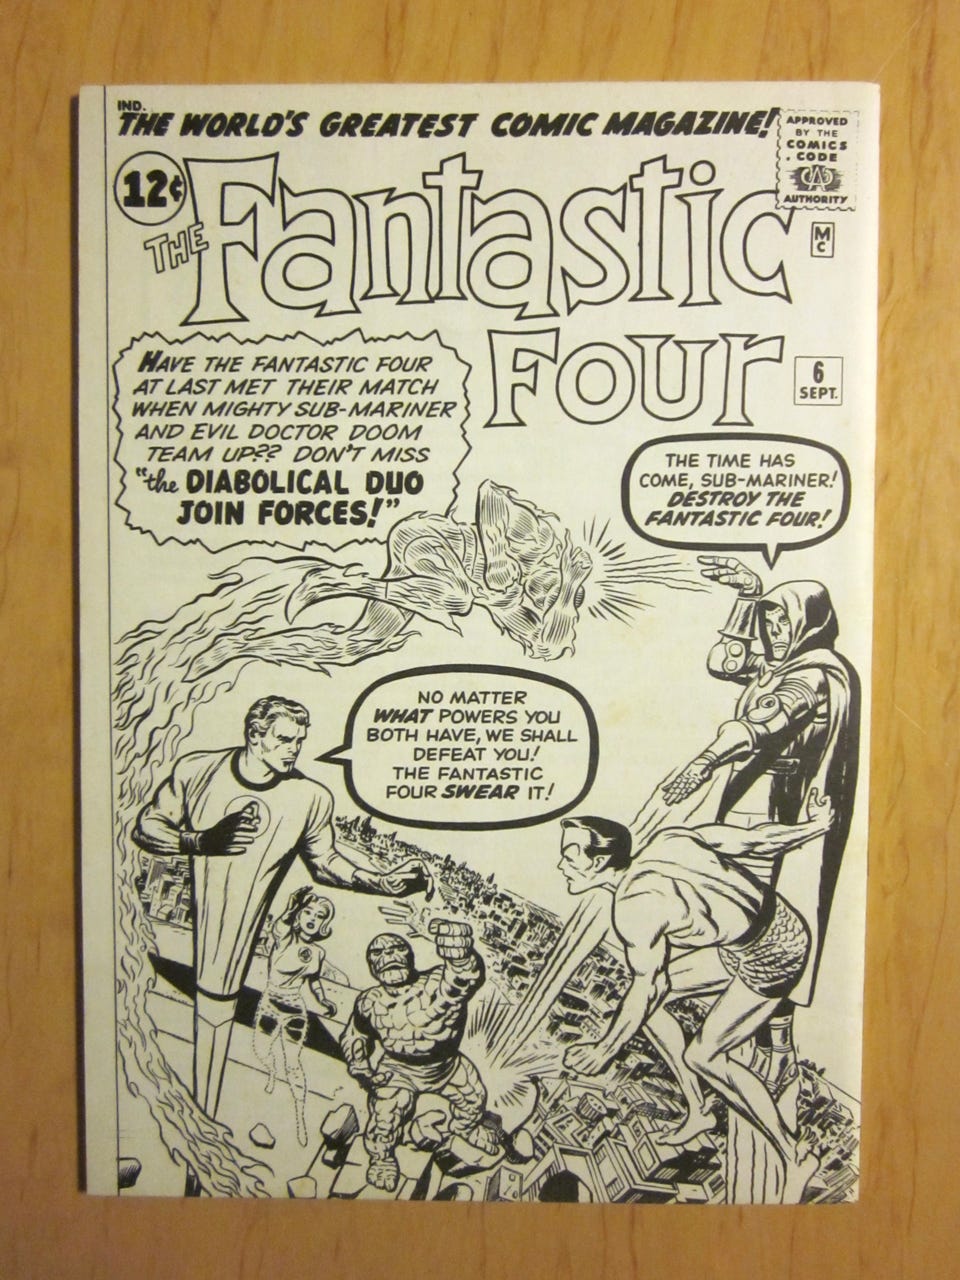 IND.
THE WORLD'S GREATEST COMIC MAGAZINE!
APPROVED
BY THE
COMICS
CODE
CA
AUTHORITY
12¢
THE
Fantastic
Four
MC
6
SEPT.
HAVE THE FANTASTIC FOUR
AT LAST MET THEIR MATCH
WHEN MIGHTY SUB-MARINER
AND EVIL DOCTOR DOOM
TEAM UP?? DON'T MISS
"the DIABOLICAL DUO
JOIN FORCES!"
THE TIME HAS
COME, SUB-MARINER!
DESTROY THE
FANTASTIC FOUR!
NO MATTER
WHAT POWERS YOU
BOTH HAVE, WE SHALL
DEFEAT YOU!
THE FANTASTIC
FOUR SWEAR IT!
4